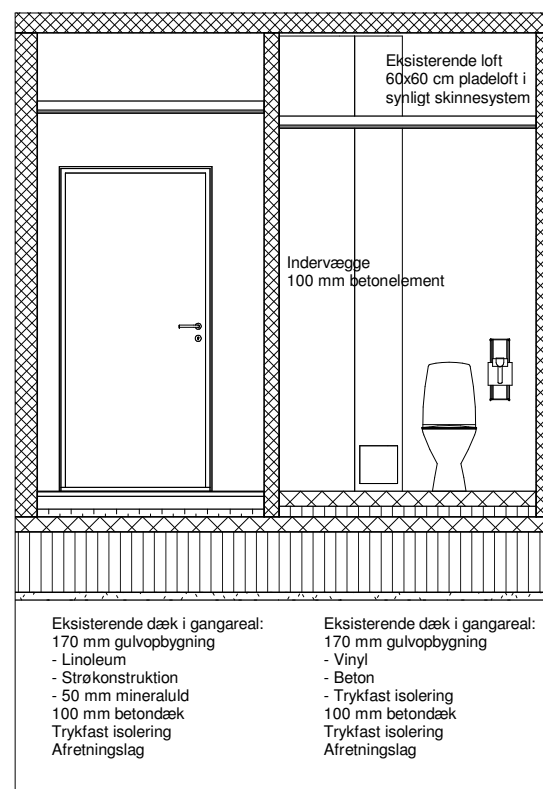 Eksisterende loft
60x60 cm pladeloft i
synligt skinnesystem
Indervægge
100 mm betonelement
Eksisterende dæk i gangareal:
170 mm gulvopbygning
- Linoleum
- Strøkonstruktion
- 50 mm mineraluld
100 mm betondæk
Trykfast isolering
Afretningslag
Eksisterende dæk i gangareal:
170 mm gulvopbygning
- Vinyl
- Beton
- Trykfast isolering
100 mm betondæk
Trykfast isolering
Afretningslag